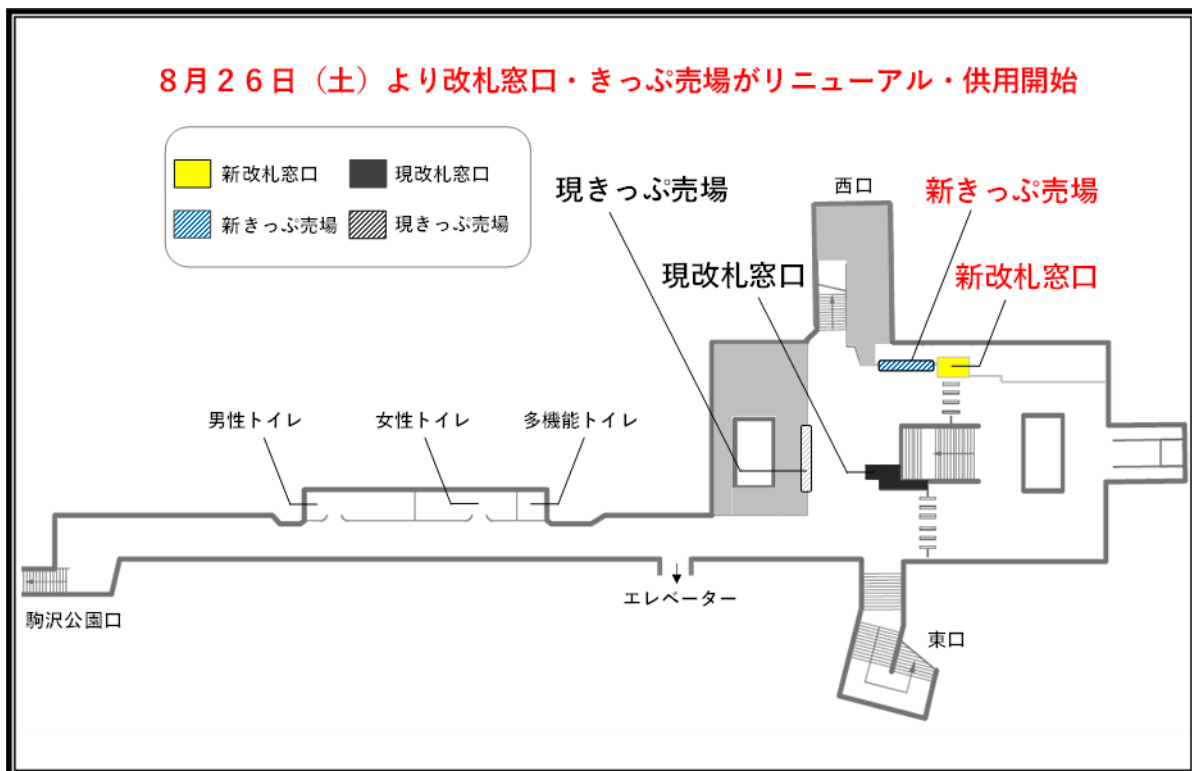 8月26日（土）より改札窓口・きっぷ売場がリニューアル・供用開始
新改札窓口
現改札窓口
新きっぷ売場
現きっぷ売場
西口
現きっぷ売場
新きっぷ売場
現改札窓口
新改札窓口
男性トイレ
女性トイレ
多機能トイレ
エレベーター
駒沢公園口
東口